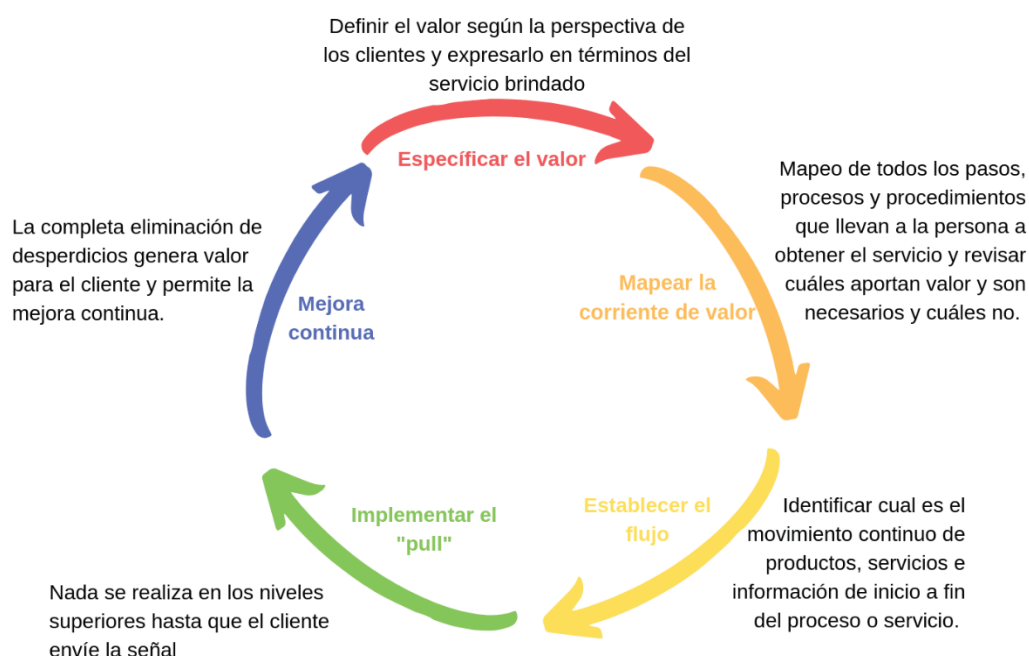 Definir el valor según la perspectiva de
los clientes y expresarlo en términos del
servicio brindado
Específicar el valor
Mapeo de todos los pasos,
procesos y procedimientos
que llevan a la persona a
obtener el servicio y revisar
cuáles aportan valor y son
necesarios y cuáles no.
Mapear la
corriente de valor
Identificar cual es el
movimiento continuo de
productos, servicios e
información de inicio a fin
del proceso o servicio.
Establecer el
flujo
Implementar el
"pull"
Nada se realiza en los niveles
superiores hasta que el cliente
envíe la señal
Mejora
continua
La completa eliminación de
desperdicios genera valor
para el cliente y permite la
mejora continua.